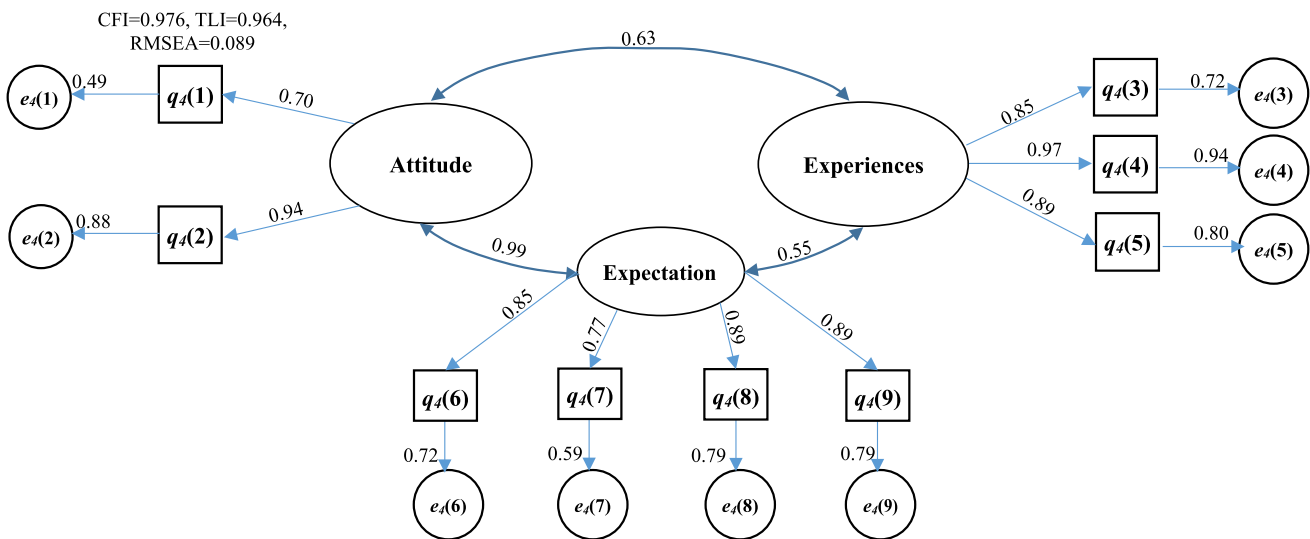 CFI=0.976, TLI=0.964,
RMSEA=0.089
0.63
e4(1)
0.49
q4(1)
0.70
Attitude
Experiences
0.85
q4(3)
0.72
e4(3)
0.97
q4(4)
0.94
e4(4)
e4(2)
0.88
q4(2)
0.94
0.89
q4(5)
0.80
e4(5)
0.99
Expectation
0.55
0.85
0.77
0.89
0.89
q4(6)
q4(7)
q4(8)
q4(9)
0.72
0.59
0.79
0.79
e4(6)
e4(7)
e4(8)
e4(9)